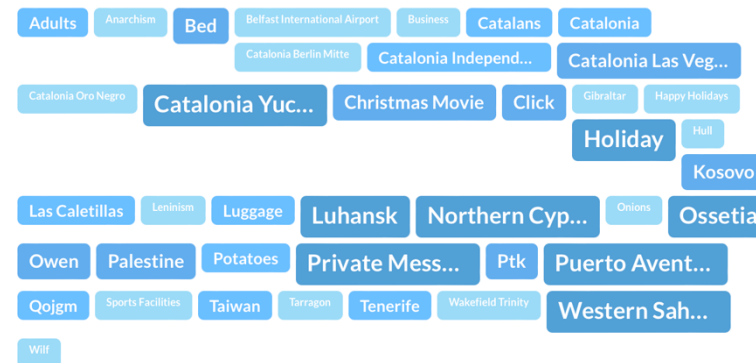 Adults Anarchism Bed Belfast International Airport Business Catalans Catalonia
Catalonia Berlin Mitte Catalonia Independ... Catalonia Las Veg...
Catalonia Oro Negro Catalonia Yuc... Christmas Movie Click Gibraltar Happy Holidays
Holiday Hull
Kosovo
Las Caletillas Leninism Luggage Luhansk Northern Cyp... Onions Ossetia
Owen Palestine Potatoes Private Mess... Ptk Puerto Avent...
Qojgm Sports Facilities Taiwan Tarragon Tenerife Wakefield Trinity Western Sah...
Wilf